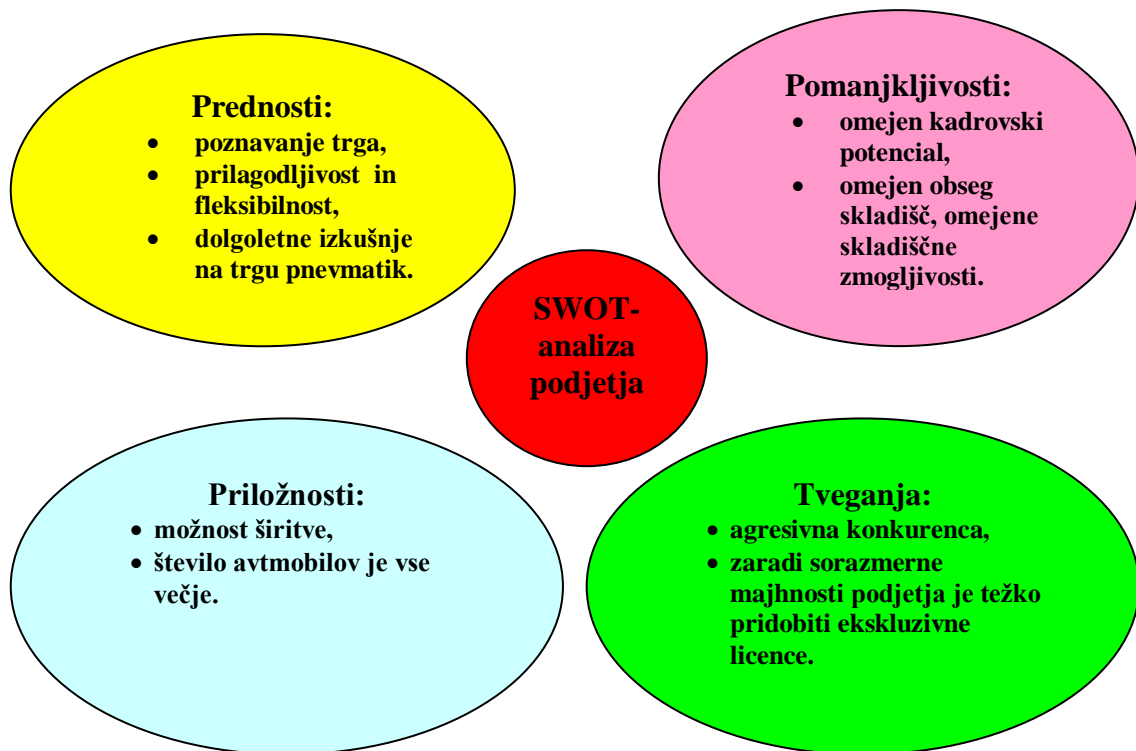 Prednosti:
• poznavanje trga,
• prilagodljivost in
fleksibilnost,
• dolgoletne izkušnje
na trgu pnevmatik.
Pomanjkljivosti:
• omejen kadrovski
potencial,
• omejen obseg
skladišč, omejene
skladiščne
zmogljivosti.
SWOT-
analiza
podjetja
Priložnosti:
• možnost širitve,
• število avtmobilov je vse
večje.
Tveganja:
• agresivna konkurenca,
• zaradi sorazmerne
majhnosti podjetja je težko
pridobiti ekskluzivne
licence.